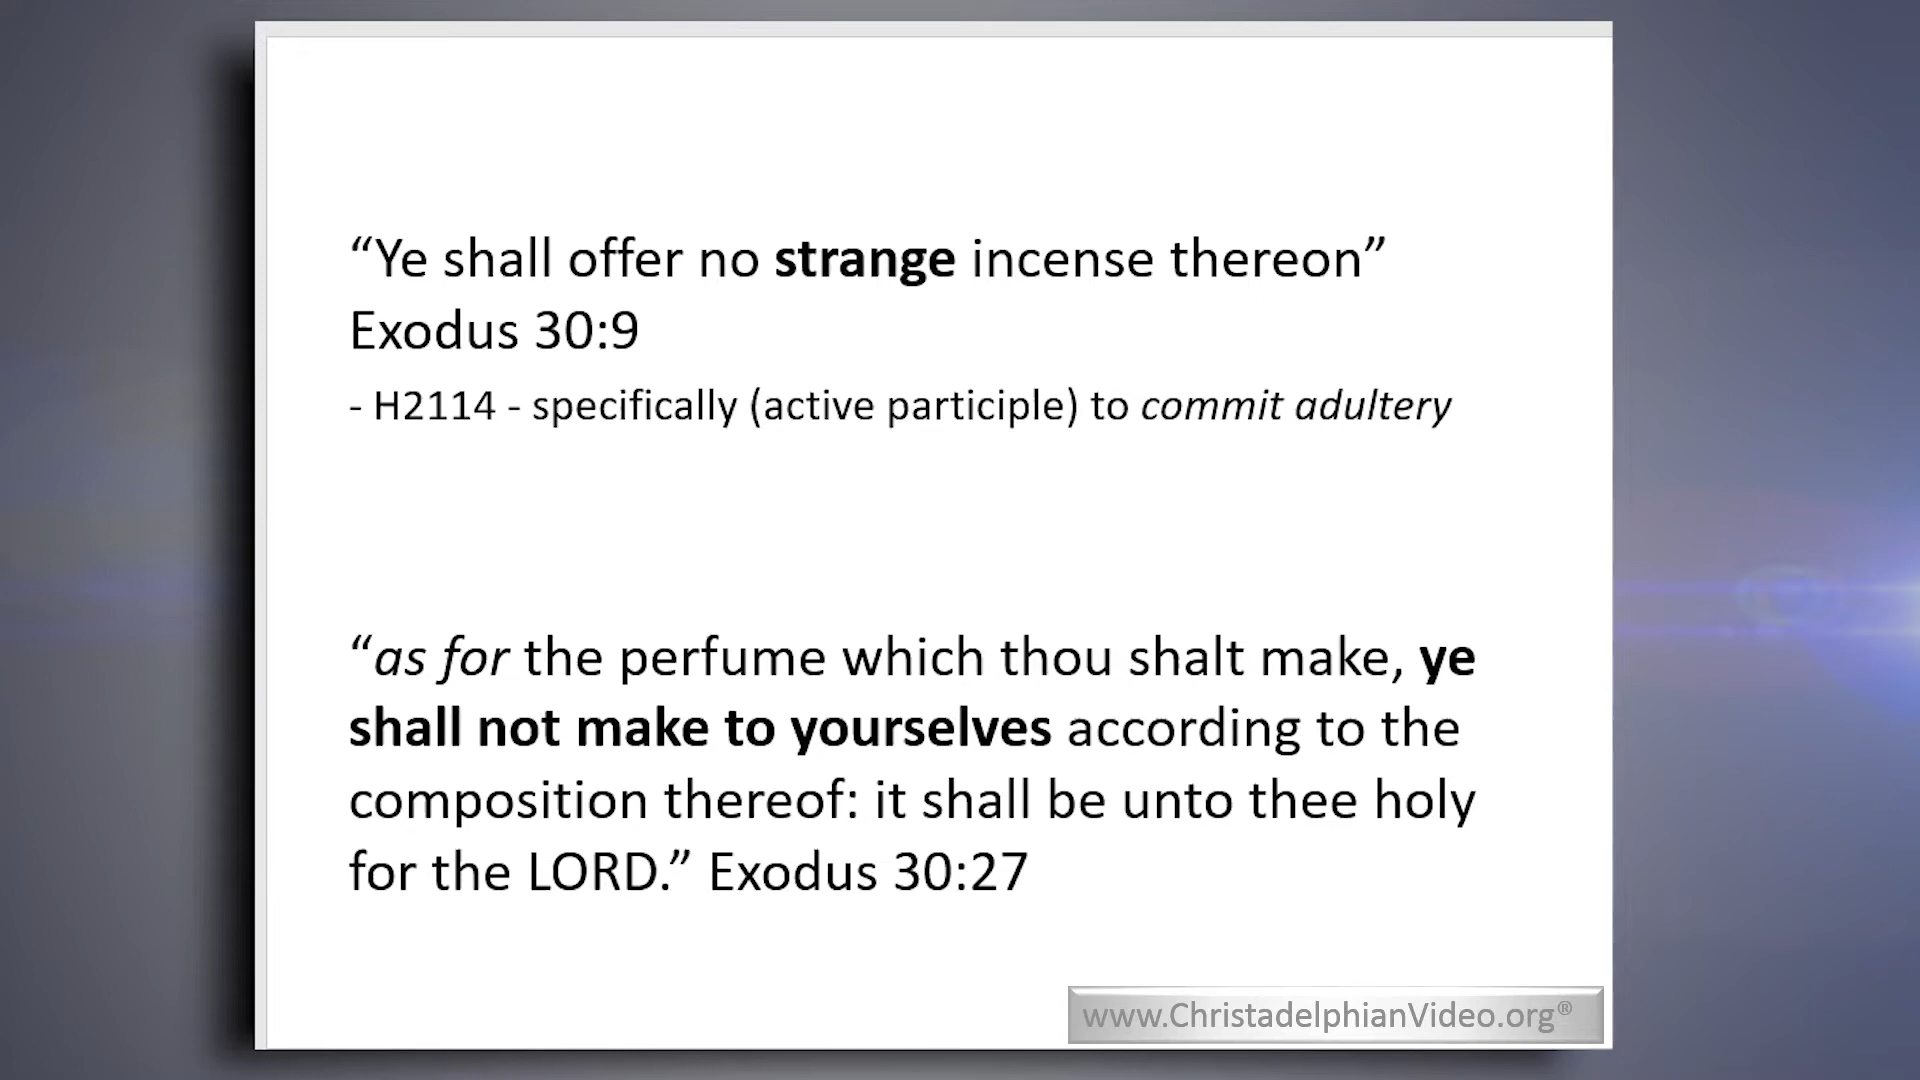 “Ye shall offer no strange incense thereon”
Exodus 30:9
- H2114 - specifically (active participle) to commit adultery
“as for the perfume which thou shalt make, ye
shall not make to yourselves according to the
composition thereof: it shall be unto thee holy
for the LORD.” Exodus 30:27
www.ChristadelphianVideo.org®